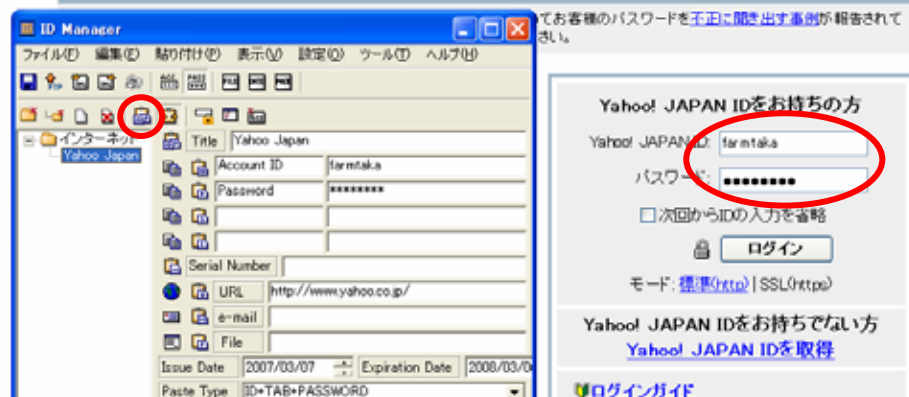 ID Manager
ファイル(F) 編集(E) 貼り付け(P) 表示(V) 設定(O) ツール(T) ヘルプ(H)
インターネット
Yahoo Japan
Title Yahoo Japan
Account ID farmtaka
Password ********
Serial Number
URL http://www.yahoo.co.jp/
e-mail
File
Issue Date 2007/03/07 Expiration Date 2008/03/0
Paste Type ID+TAB+PASSWORD
てお客様のパスワードを不正に聞き出す事例が報告されて
さい。
Yahoo! JAPAN IDをお持ちの方
Yahoo! JAPAN ID: farmtaka
パスワード: ●●●●●●●●
次回からIDの入力を省略
ログイン
モード: 標準(http) | SSL(https)
Yahoo! JAPAN IDをお持ちでない方
Yahoo! JAPAN IDを取得
ログインガイド